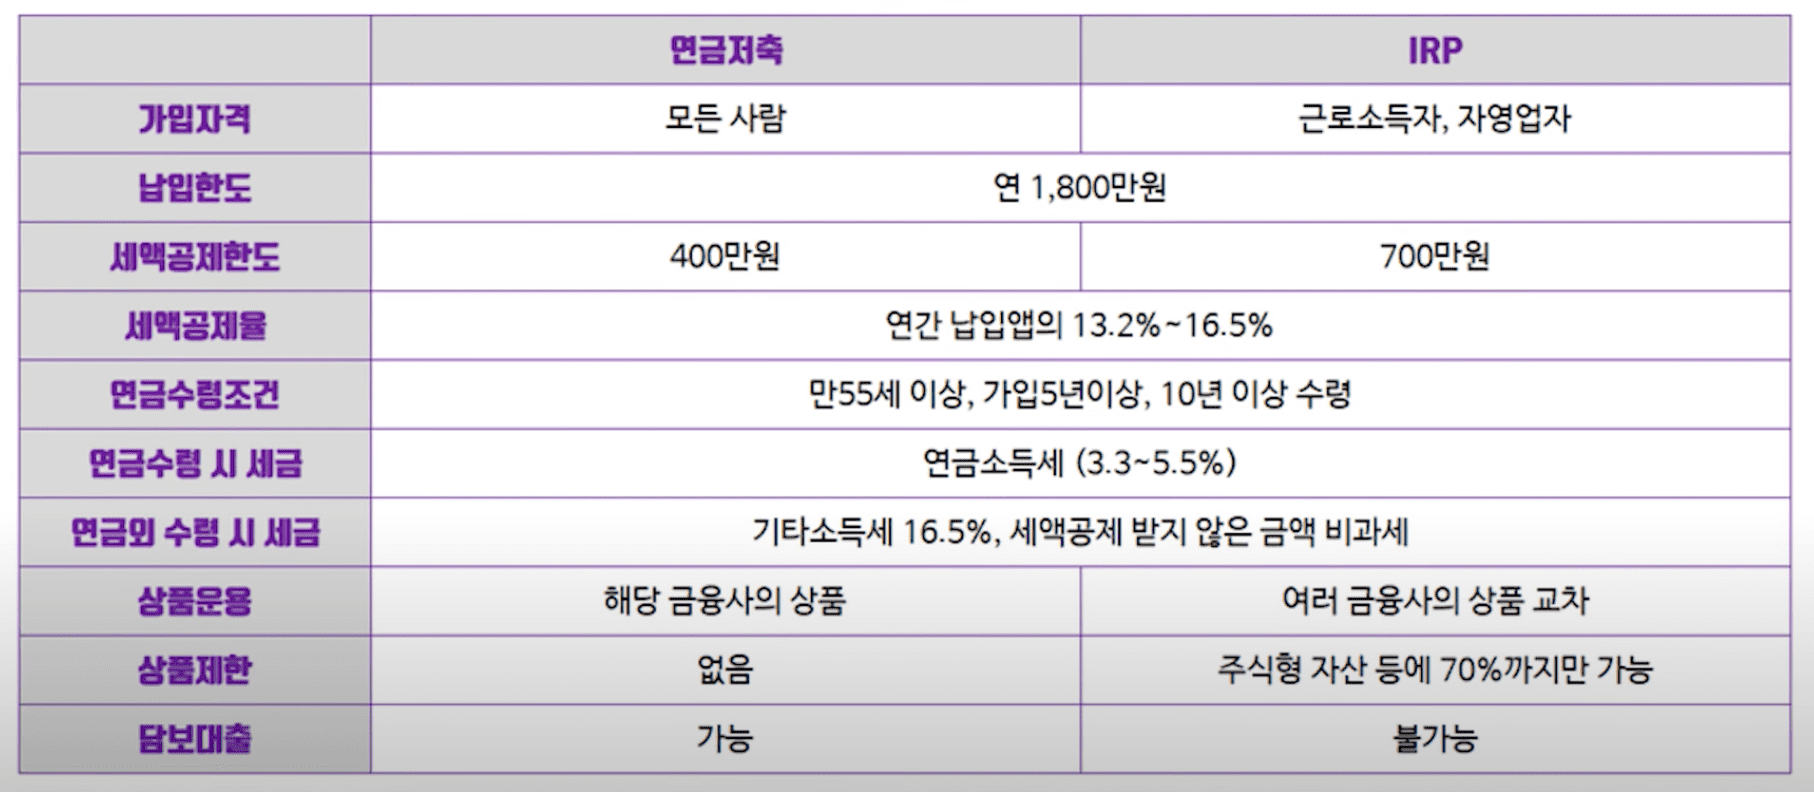 연금저축 IRP
가입자격 모든 사람 근로소득자, 자영업자
납입한도 연 1,800만원
세액공제한도 400만원 700만원
세액공제율 연간 납입앱의 13.2%~16.5%
연금수령조건 만55세 이상, 가입5년이상, 10년 이상 수령
연금수령 시 세금 연금소득세 (3.3~5.5%)
연금외 수령 시 세금 기타소득세 16.5%, 세액공제 받지 않은 금액 비과세
상품운용 해당 금융사의 상품 여러 금융사의 상품 교차
상품제한 없음 주식형 자산 등에 70%까지만 가능
담보대출 가능 불가능